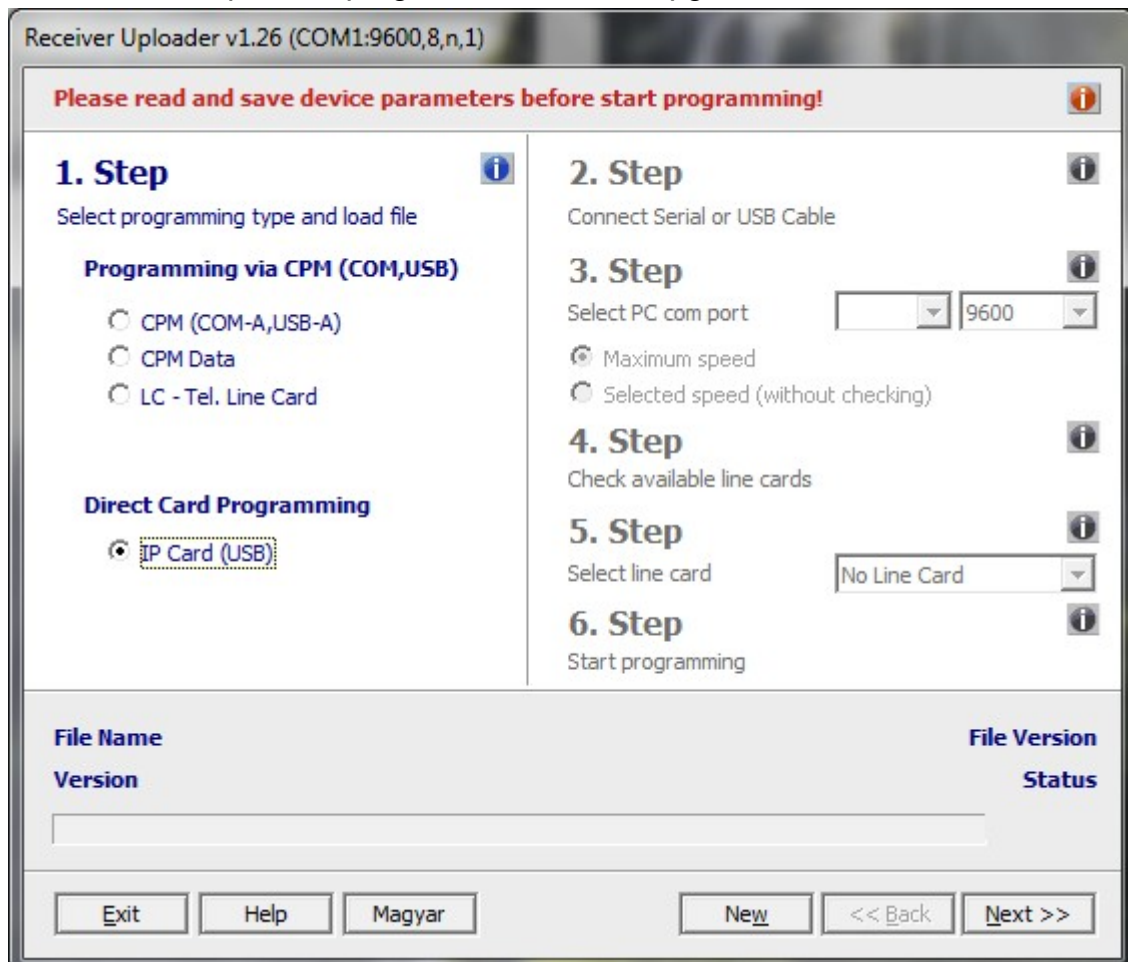 Receiver Uploader v1.26 (COM1:9600,8,n,1)
Please read and save device parameters before start programming!
1. Step
Select programming type and load file
Programming via CPM (COM,USB)
CPM (COM-A,USB-A)
CPM Data
LC - Tel. Line Card
Direct Card Programming
IP Card (USB)
2. Step
Connect Serial or USB Cable
3. Step
Select PC com port 9600
Maximum speed
Selected speed (without checking)
4. Step
Check available line cards
5. Step
Select line card No Line Card
6. Step
Start programming
File Name File Version
Version Status
Exit Help Magyar New << Back Next >>